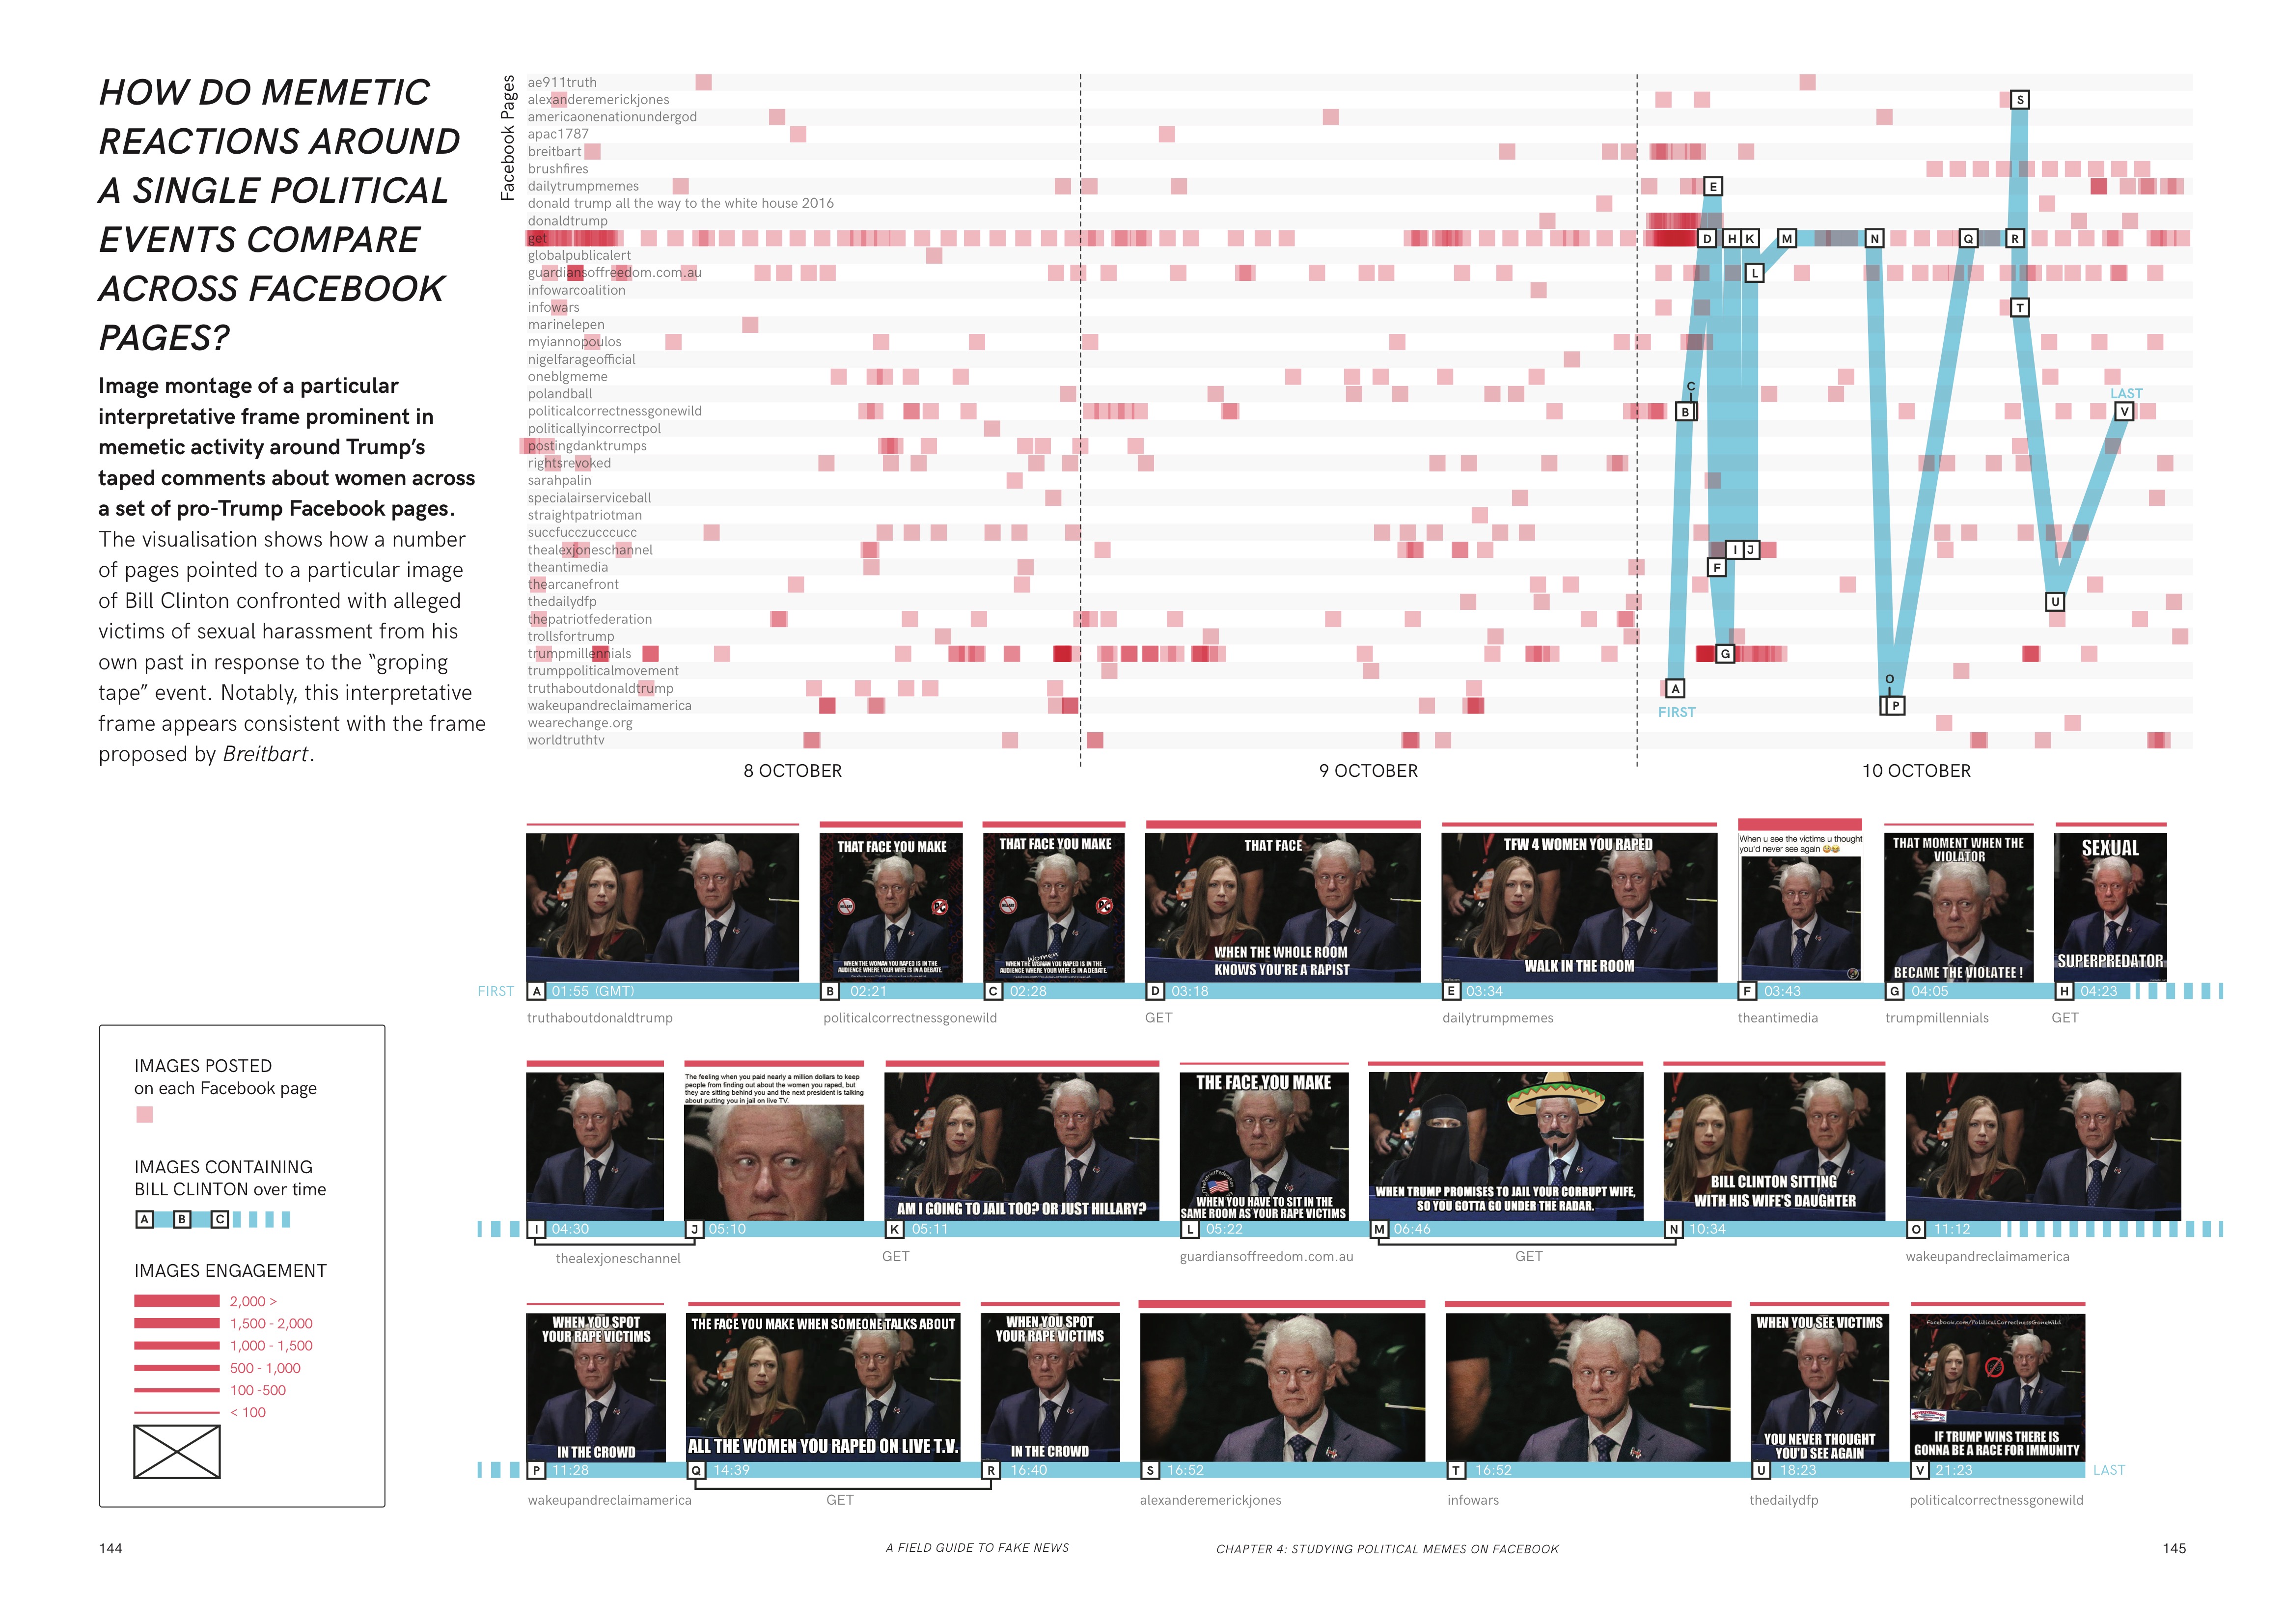 HOW DO MEMETIC
REACTIONS AROUND
A SINGLE POLITICAL
EVENTS COMPARE
ACROSS FACEBOOK
PAGES?
Image montage of a particular
interpretative frame prominent in
memetic activity around Trump's
taped comments about women across
a set of pro-Trump Facebook pages.
The visualisation shows how a number
of pages pointed to a particular image
of Bill Clinton confronted with alleged
victims of sexual harassment from his
own past in response to the “groping
tape” event. Notably, this interpretative
frame appears consistent with the frame
proposed by Breitbart.
Facebook Pages
ae911truth
alexanderemerickjones
americaonenationundergod
apac1787
breitbart
brushfires
dailytrumpmemes
donald trump all the way to the white house 2016
donaldtrump
get
globalpublicalert
guardiansoffreedom.com.au
infowarcoalition
infowars
marinelepen
myiannopoulos
nigelfarageofficial
oneblgmeme
polandball
politicalcorrectnessgonewild
politicallyincorrectpol
postingdanktrumps
rightsrevoked
sarahpalin
specialairserviceball
straightpatriotman
succfucczucccucc
thealexjoneschannel
theantimedia
thearcanefront
thedailydfp
thepatriotfederation
trollsfortrump
trumpmillennials
trumppoliticalmovement
truthaboutdonaldtrump
wakeupandreclaimamerica
wearechange.org
worldtruthtv
S
E
D H K M N Q R
L
T
C
B
LAST
V
I J
F
U
G
A
FIRST
O
P
8 OCTOBER
9 OCTOBER
10 OCTOBER
THAT FACE YOU MAKE
WHEN THE WOMAN YOU RAPED IS IN THE
AUDIENCE WHERE YOUR WIFE IS IN A DEBATE.
THAT FACE YOU MAKE
Women
WHEN THE WOMAN YOU RAPED IS IN THE
AUDIENCE WHERE YOUR WIFE IS IN A DEBATE.
THAT FACE
WHEN THE WHOLE ROOM
KNOWS YOU'RE A RAPIST
TFW 4 WOMEN YOU RAPED
WALK IN THE ROOM
When u see the victims u thought
you'd never see again
THAT MOMENT WHEN THE
VIOLATOR
BECAME THE VIOLATEE !
SEXUAL
SUPERPREDATOR
FIRST
A 01:55 (GMT)
B 02:21
C 02:28
D 03:18
E 03:34
F 03:43
G 04:05
H 04:23
truthaboutdonaldtrump
politicalcorrectnessgonewild
GET
dailytrumpmemes
theantimedia
trumpmillennials
GET
The feeling when you paid nearly a million dollars to keep
people from finding out about the women you raped, but
they are sitting behind you and the next president is talking
about putting you in jail on live TV.
AM I GOING TO JAIL TOO? OR JUST HILLARY?
THE FACE YOU MAKE
WHEN YOU HAVE TO SIT IN THE
SAME ROOM AS YOUR RAPE VICTIMS
WHEN TRUMP PROMISES TO JAIL YOUR CORRUPT WIFE,
SO YOU GOTTA GO UNDER THE RADAR.
BILL CLINTON SITTING
WITH HIS WIFE'S DAUGHTER
I 04:30
J 05:10
K 05:11
L 05:22
M 06:46
N 10:34
O 11:12
thealexjoneschannel
GET
guardiansoffreedom.com.au
GET
wakeupandreclaimamerica
WHEN YOU SPOT
YOUR RAPE VICTIMS
IN THE CROWD
THE FACE YOU MAKE WHEN SOMEONE TALKS ABOUT
ALL THE WOMEN YOU RAPED ON LIVE T.V.
WHEN YOU SPOT
YOUR RAPE VICTIMS
IN THE CROWD
WHEN YOU SEE VICTIMS
YOU NEVER THOUGHT
YOU'D SEE AGAIN
Facebook.com/PoliticalCorrectnessGoneWild
IF TRUMP WINS THERE IS
GONNA BE A RACE FOR IMMUNITY
P 11:28
Q 14:39
R 16:40
S 16:52
T 16:52
U 18:23
V 21:23
LAST
wakeupandreclaimamerica
GET
alexanderemerickjones
infowars
thedailydfp
politicalcorrectnessgonewild
IMAGES POSTED
on each Facebook page
IMAGES CONTAINING
BILL CLINTON over time
A B C
IMAGES ENGAGEMENT
2,000 >
1,500 - 2,000
1,000 - 1,500
500 - 1,000
100 -500
< 100
144
A FIELD GUIDE TO FAKE NEWS
CHAPTER 4: STUDYING POLITICAL MEMES ON FACEBOOK
145